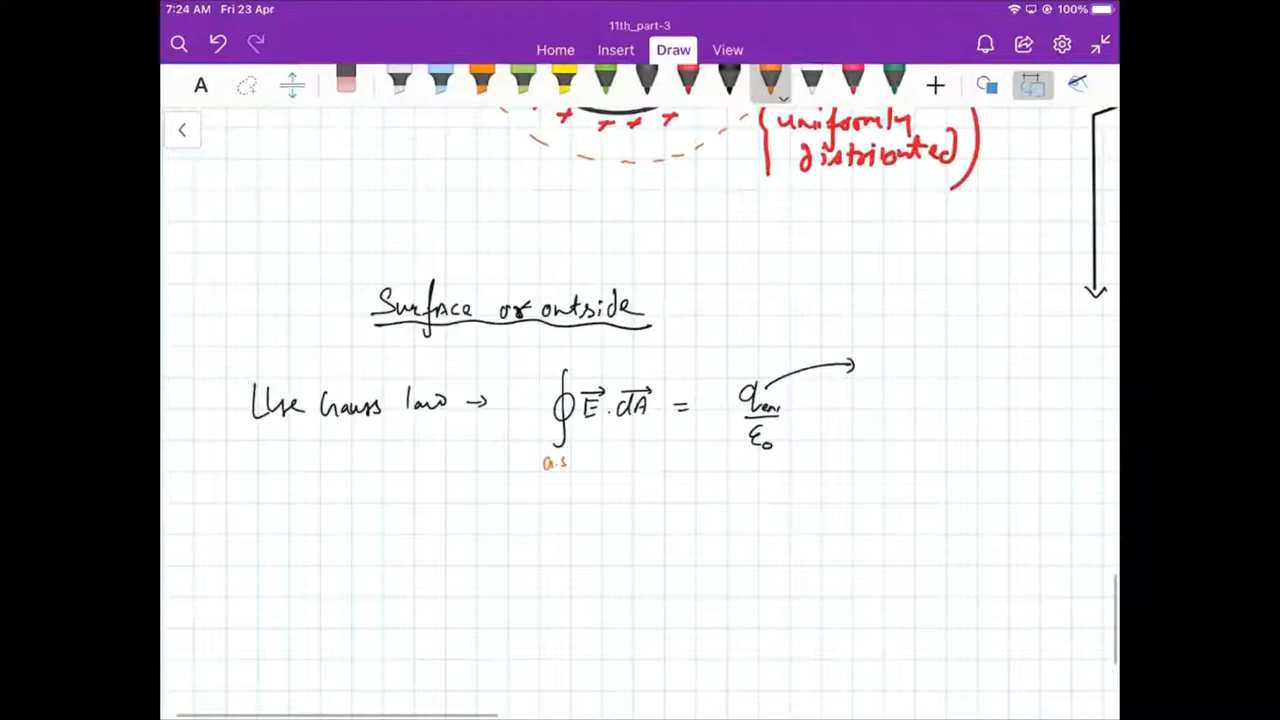 7:24 AM Fri 23 Apr
100%
11th_part-3
Home Insert Draw View
A
(uniformly
distributed)
Surface or outside
Use Gauss law → ∮ E⃗ . dA⃗ = qen/ε₀
G.S